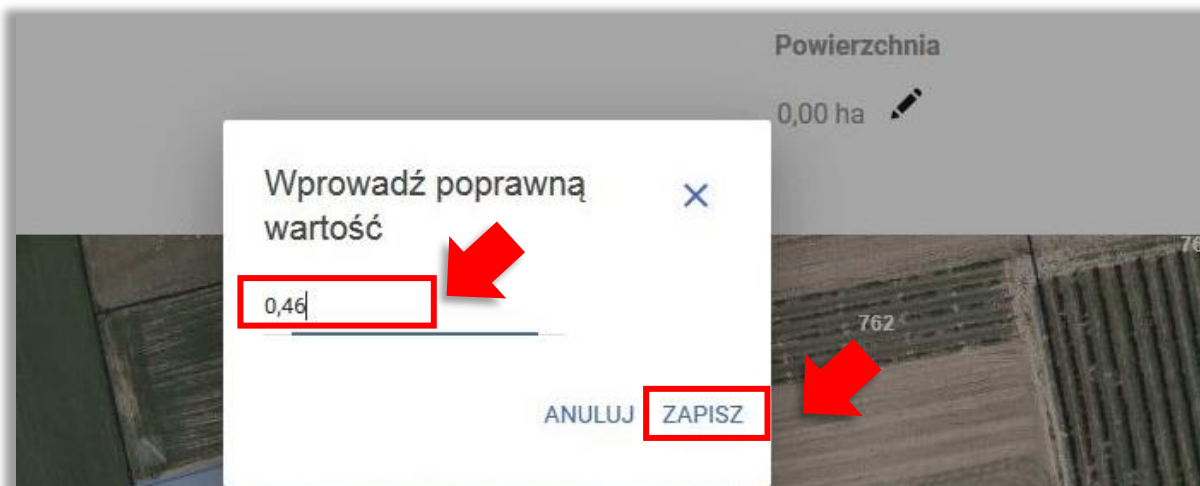 Powierzchnia
0,00 ha
Wprowadź poprawną
wartość
0,46
762
ANULUJ ZAPISZ